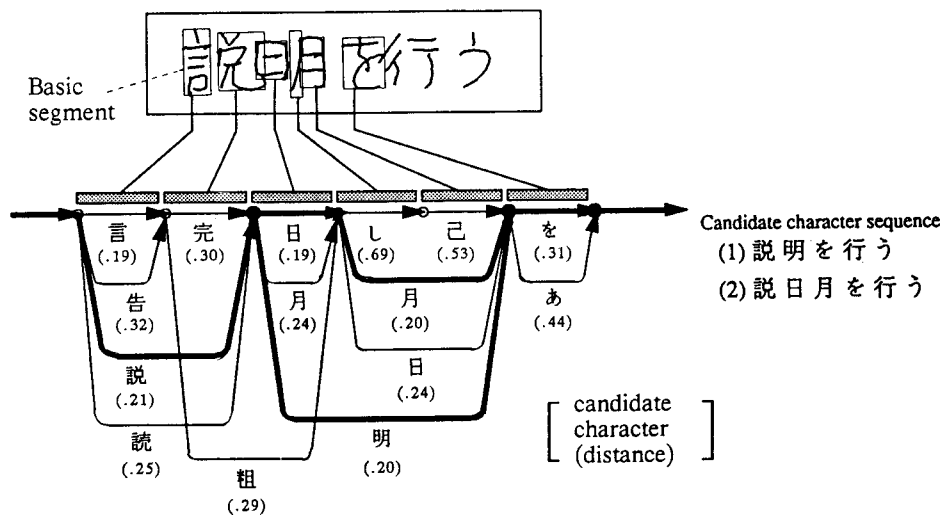 説明を行う
Basic
segment
言 完 日 し 己 を
(.19) (.30) (.19) (.69) (.53) (.31)
告 月 月 あ
(.32) (.24) (.20) (.44)
説 日
(.21) (.24)
読 明
(.25) (.20)
粗
(.29)
Candidate character sequence
(1) 説明を行う
(2) 説日月を行う
candidate
character
(distance)